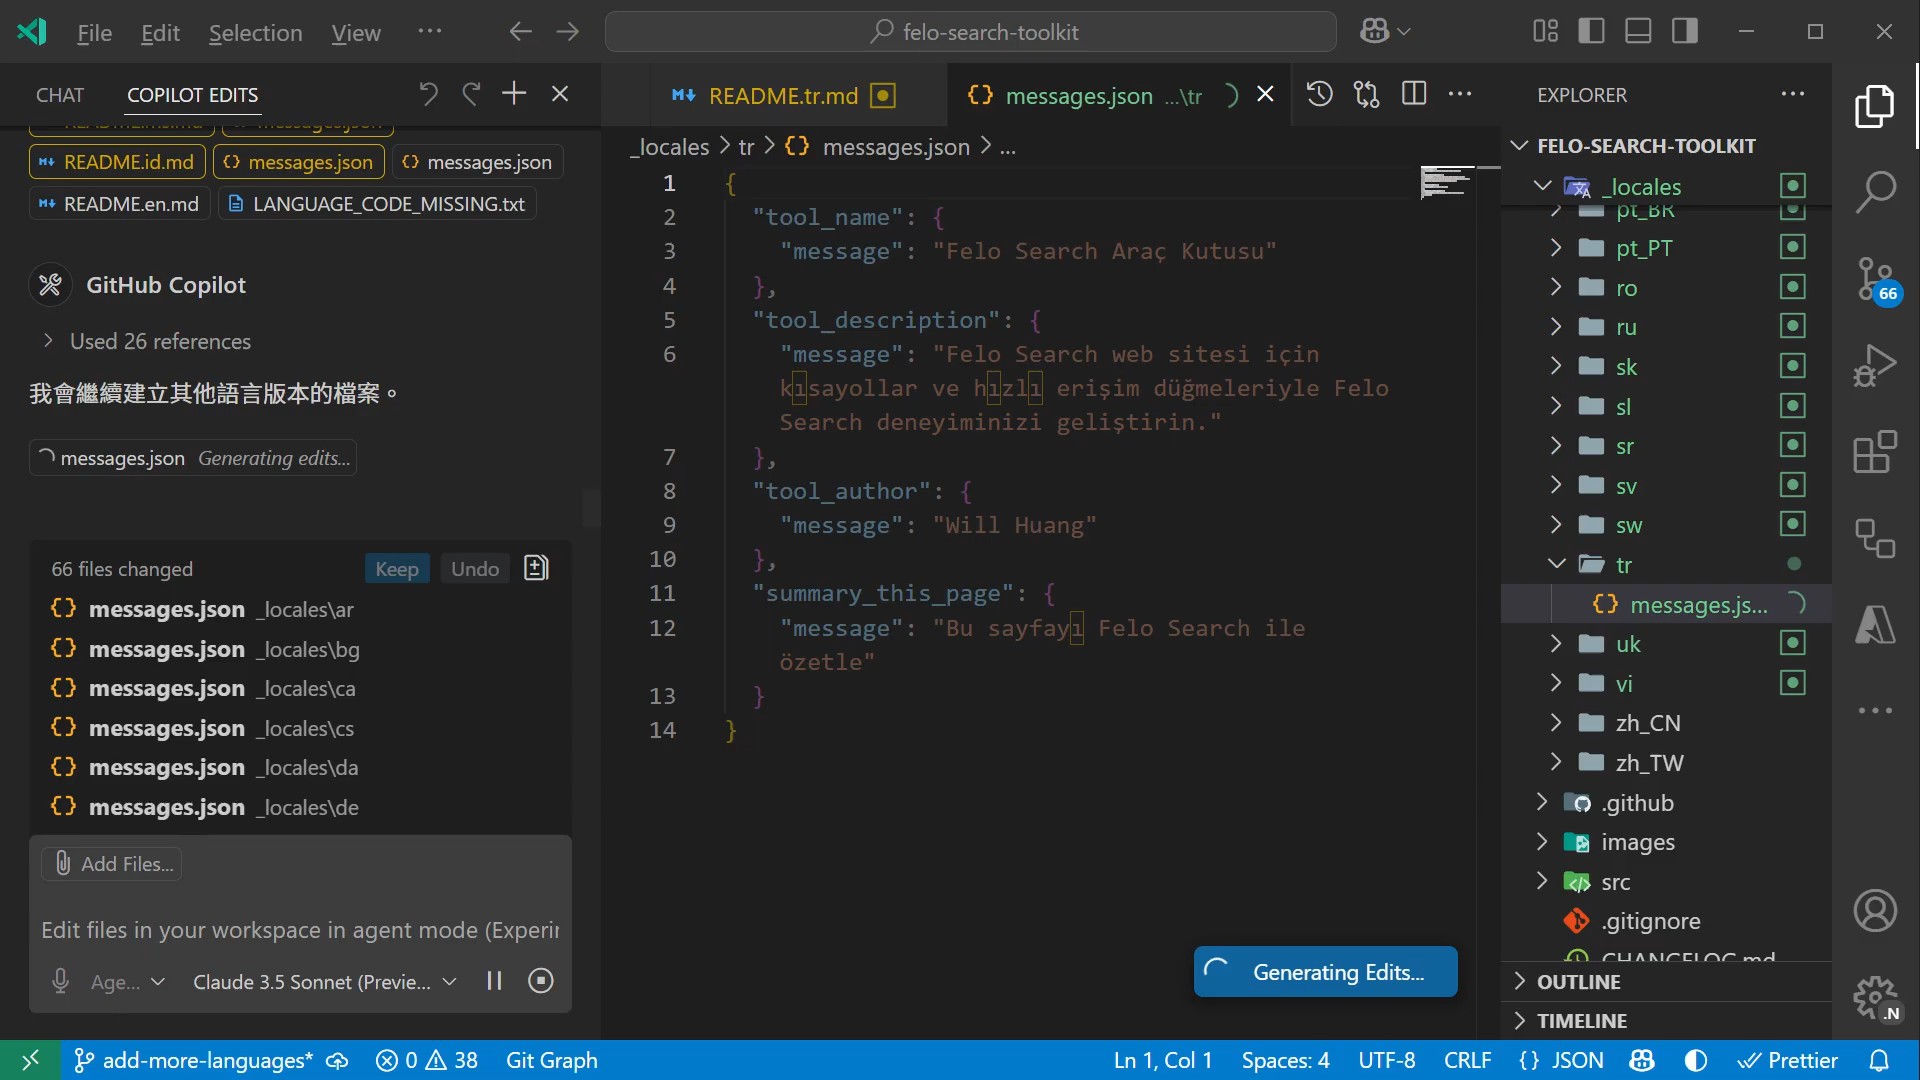 File Edit Selection View ···
felo-search-toolkit
CHAT COPILOT EDITS
README.id.md messages.json messages.json
README.en.md LANGUAGE_CODE_MISSING.txt
GitHub Copilot
Used 26 references
我會繼續建立其他語言版本的檔案。
messages.json Generating edits...
66 files changed Keep Undo
messages.json _locales\ar
messages.json _locales\bg
messages.json _locales\ca
messages.json _locales\cs
messages.json _locales\da
messages.json _locales\de
Add Files...
Edit files in your workspace in agent mode (Experir
Age... Claude 3.5 Sonnet (Previe...
README.tr.md messages.json ...\tr
_locales > tr > {} messages.json > ...
1 {
2 "tool_name": {
3 "message": "Felo Search Araç Kutusu"
4 },
5 "tool_description": {
6 "message": "Felo Search web sitesi için
kısayollar ve hızlı erişim düğmeleriyle Felo
Search deneyiminizi geliştirin."
7 },
8 "tool_author": {
9 "message": "Will Huang"
10 },
11 "summary_this_page": {
12 "message": "Bu sayfayı Felo Search ile
özetle"
13 }
14 }
Generating Edits...
EXPLORER
FELO-SEARCH-TOOLKIT
_locales
pt_BR
pt_PT
ro
ru
sk
sl
sr
sv
sw
tr
messages.js...
uk
vi
zh_CN
zh_TW
.github
images
src
.gitignore
CHANGELOG.md
OUTLINE
TIMELINE
66
.N
add-more-languages* 0 38 Git Graph
Ln 1, Col 1 Spaces: 4 UTF-8 CRLF {} JSON Prettier